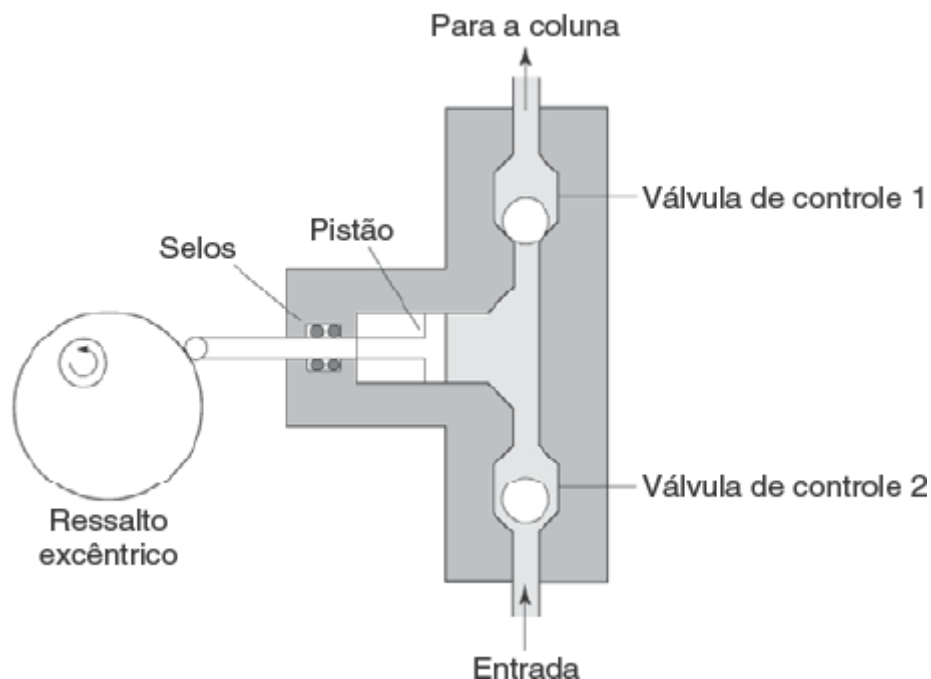 Para a coluna
Válvula de controle 1
Pistão
Selos
Válvula de controle 2
Ressalto
excêntrico
Entrada